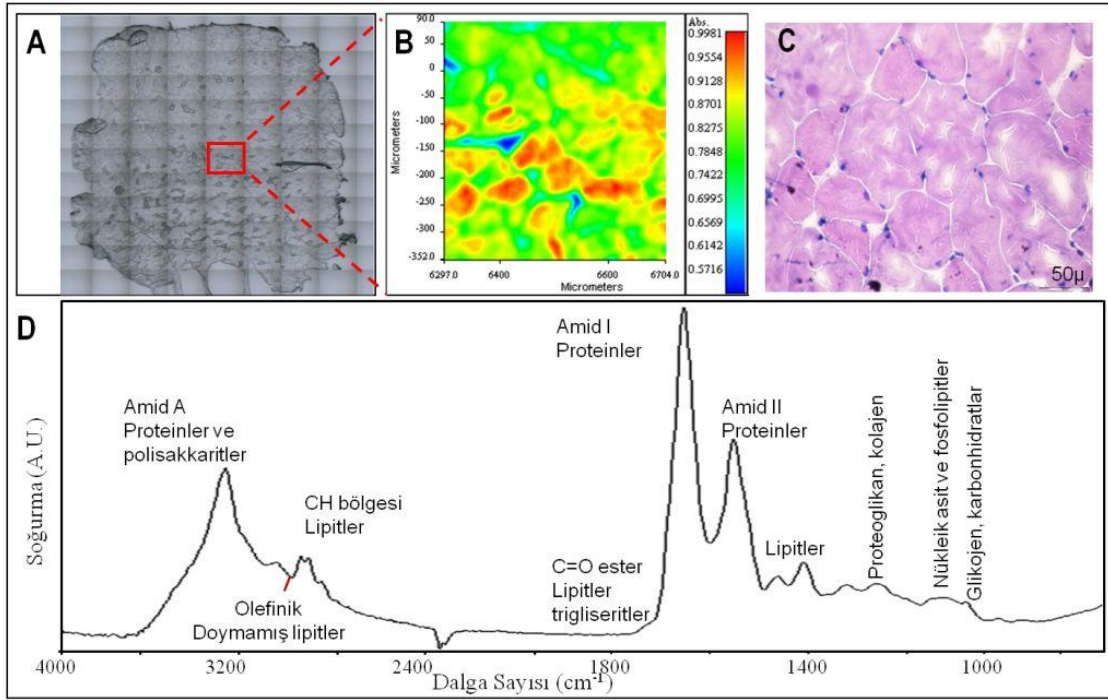 A
B
C
90.0
50
0
-50
-100
-150
-200
-250
-300
-352.0
Micrometers
6297.0 6400 6600 6704.0
Micrometers
Abs.
0.9981
0.9554
0.9128
0.8701
0.8275
0.7848
0.7422
0.6995
0.6569
0.6142
0.5716
50µ
D
Soğurma (A.U.)
Amid A
Proteinler ve
polisakkaritler
CH bölgesi
Lipitler
Olefinik
Doymamış lipitler
C=O ester
Lipitler
trigliseritler
Amid I
Proteinler
Amid II
Proteinler
Lipitler
Proteoglikan, kolajen
Nükleik asit ve fosfolipitler
Glikojen, karbonhidratlar
4000 3200 2400 1800 1400 1000
Dalga Sayısı (cm-1)